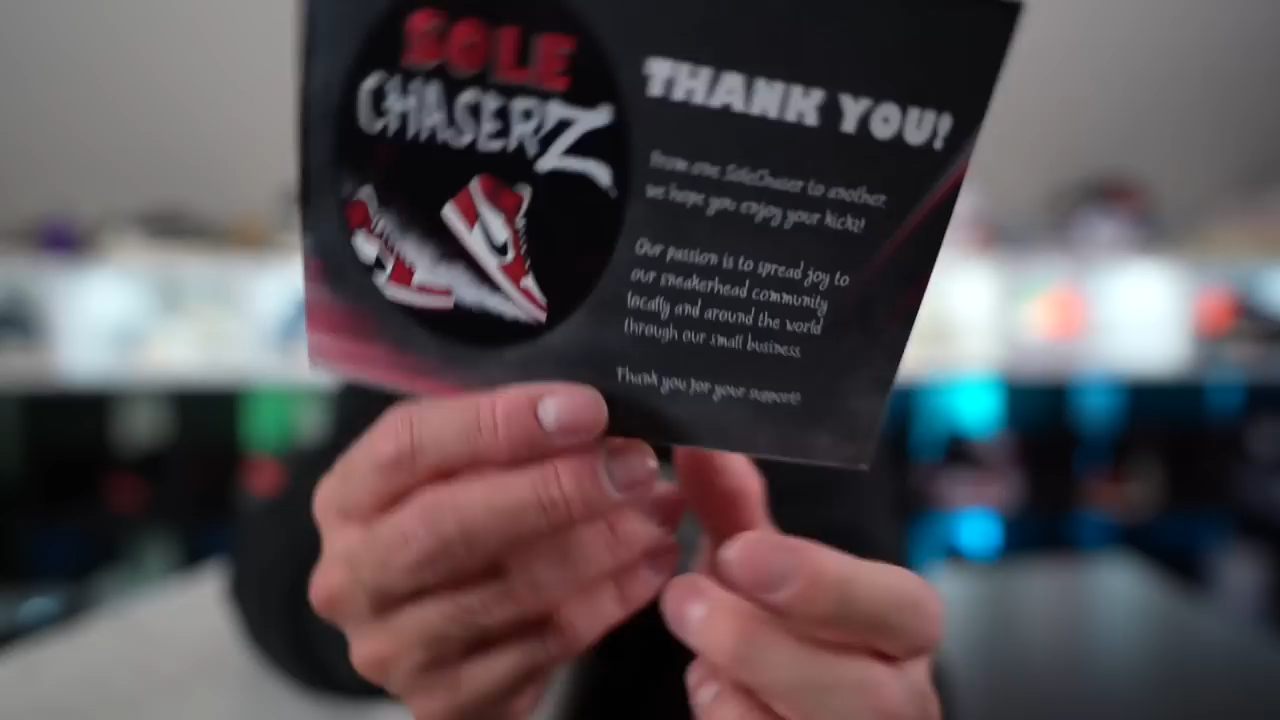 SOLE
CHASERZ
THANK YOU!
From one SoleChaser to another
we hope you enjoy your kickz!
Our passion is to spread joy to
our sneakerhead community
locally and around the world
through our small business
Thank you for your support!